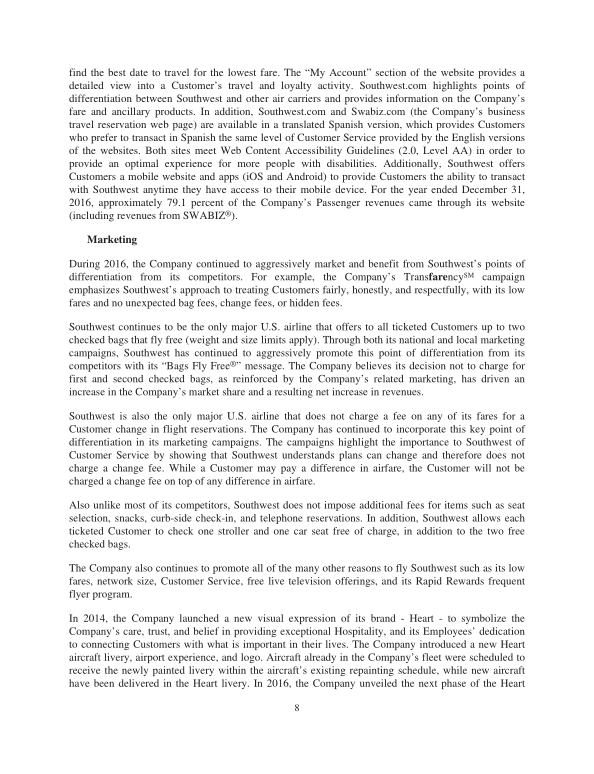 find the best date to travel for the lowest fare. The “My Account” section of the website provides a
detailed view into a Customer’s travel and loyalty activity. Southwest.com highlights points of
differentiation between Southwest and other air carriers and provides information on the Company’s
fare and ancillary products. In addition, Southwest.com and Swabiz.com (the Company’s business
travel reservation web page) are available in a translated Spanish version, which provides Customers
who prefer to transact in Spanish the same level of Customer Service provided by the English versions
of the websites. Both sites meet Web Content Accessibility Guidelines (2.0, Level AA) in order to
provide an optimal experience for more people with disabilities. Additionally, Southwest offers
Customers a mobile website and apps (iOS and Android) to provide Customers the ability to transact
with Southwest anytime they have access to their mobile device. For the year ended December 31,
2016, approximately 79.1 percent of the Company’s Passenger revenues came through its website
(including revenues from SWABIZ®).
Marketing
During 2016, the Company continued to aggressively market and benefit from Southwest’s points of
differentiation from its competitors. For example, the Company’s Transfarency℠ campaign
emphasizes Southwest’s approach to treating Customers fairly, honestly, and respectfully, with its low
fares and no unexpected bag fees, change fees, or hidden fees.
Southwest continues to be the only major U.S. airline that offers to all ticketed Customers up to two
checked bags that fly free (weight and size limits apply). Through both its national and local marketing
campaigns, Southwest has continued to aggressively promote this point of differentiation from its
competitors with its “Bags Fly Free®” message. The Company believes its decision not to charge for
first and second checked bags, as reinforced by the Company’s related marketing, has driven an
increase in the Company’s market share and a resulting net increase in revenues.
Southwest is also the only major U.S. airline that does not charge a fee on any of its fares for a
Customer change in flight reservations. The Company has continued to incorporate this key point of
differentiation in its marketing campaigns. The campaigns highlight the importance to Southwest of
Customer Service by showing that Southwest understands plans can change and therefore does not
charge a change fee. While a Customer may pay a difference in airfare, the Customer will not be
charged a change fee on top of any difference in airfare.
Also unlike most of its competitors, Southwest does not impose additional fees for items such as seat
selection, snacks, curb-side check-in, and telephone reservations. In addition, Southwest allows each
ticketed Customer to check one stroller and one car seat free of charge, in addition to the two free
checked bags.
The Company also continues to promote all of the many other reasons to fly Southwest such as its low
fares, network size, Customer Service, free live television offerings, and its Rapid Rewards frequent
flyer program.
In 2014, the Company launched a new visual expression of its brand - Heart - to symbolize the
Company’s care, trust, and belief in providing exceptional Hospitality, and its Employees’ dedication
to connecting Customers with what is important in their lives. The Company introduced a new Heart
aircraft livery, airport experience, and logo. Aircraft already in the Company’s fleet were scheduled to
receive the newly painted livery within the aircraft’s existing repainting schedule, while new aircraft
have been delivered in the Heart livery. In 2016, the Company unveiled the next phase of the Heart
8